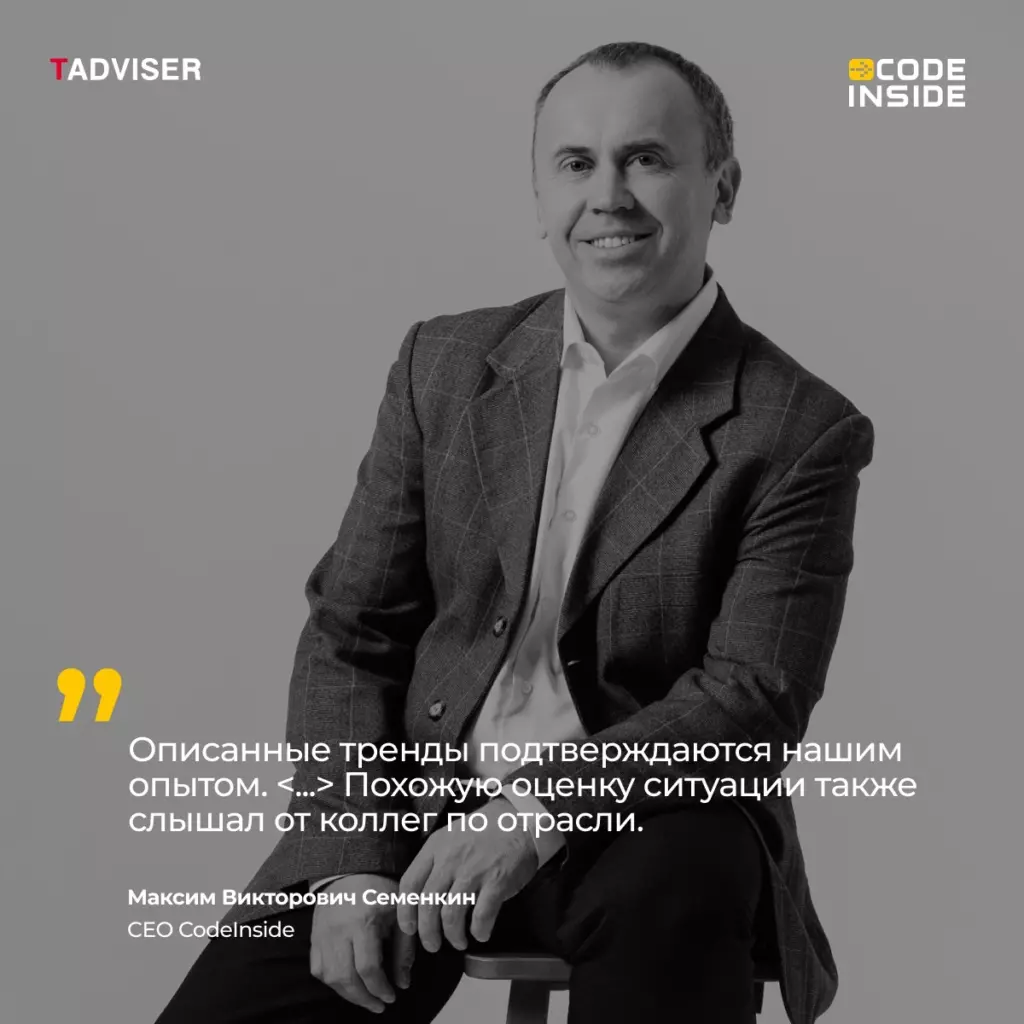 TADVISER
CODE
INSIDE
"
Описанные тренды подтверждаются нашим
опытом. <...> Похожую оценку ситуации также
слышал от коллег по отрасли.
Максим Викторович Семенкин
CEO CodeInside